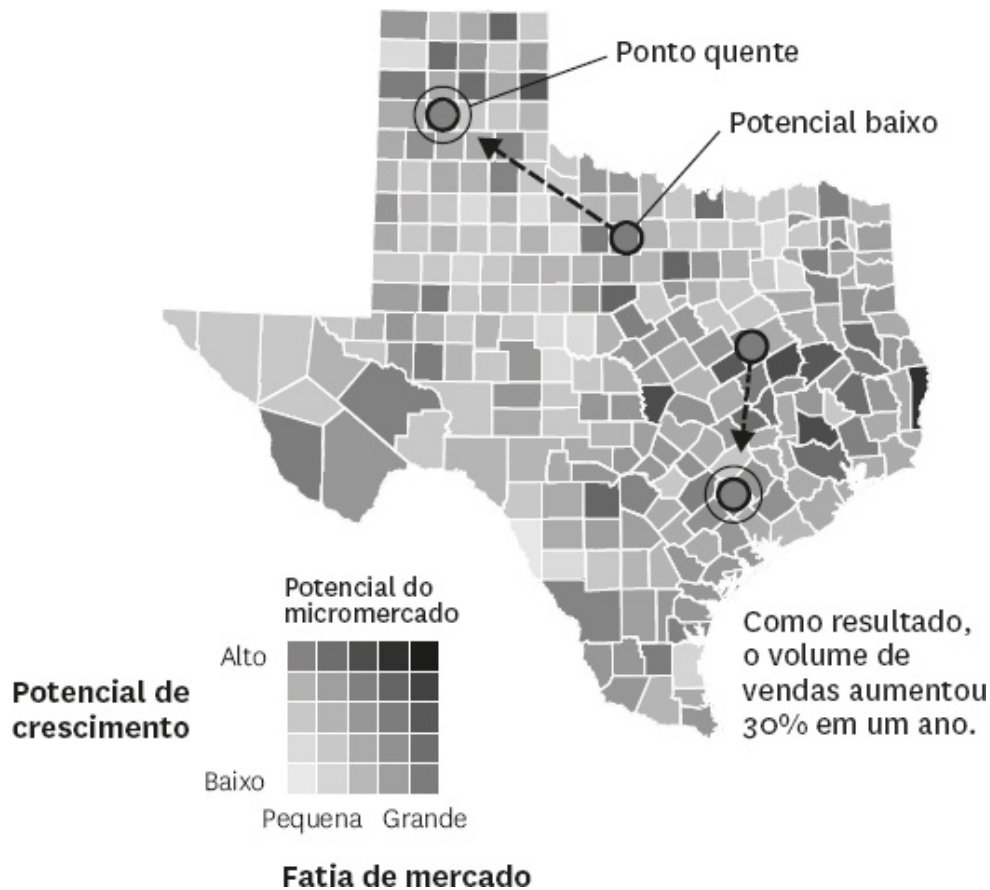 Ponto quente
Potencial baixo
Potencial do
micromercado
Alto
Potencial de
crescimento
Baixo
Pequena Grande
Fatia de mercado
Como resultado,
o volume de
vendas aumentou
30% em um ano.